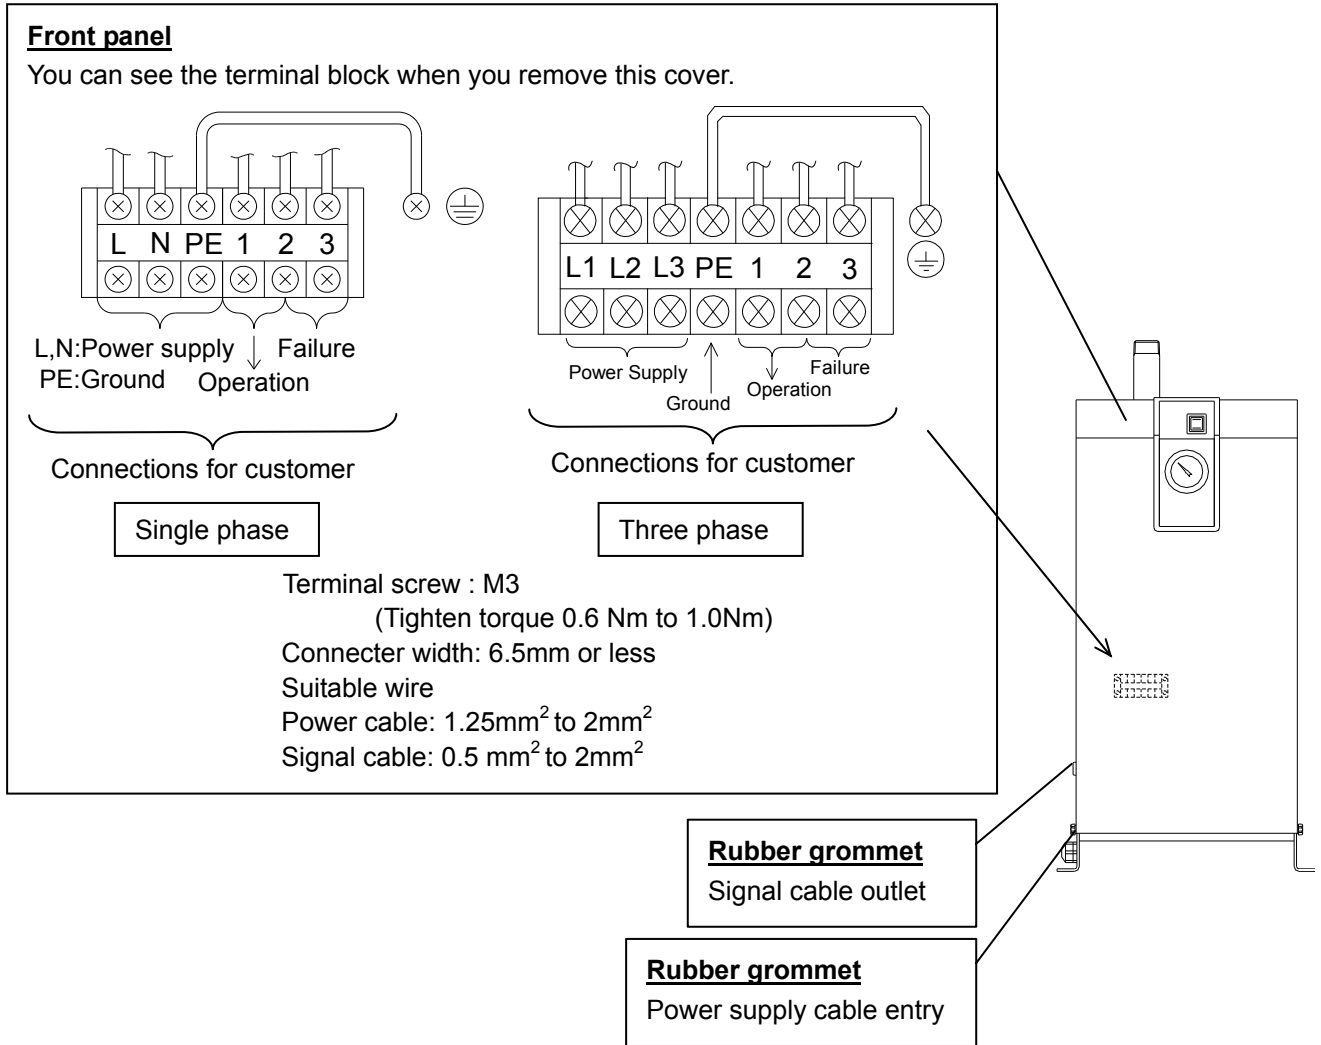 Front panel
You can see the terminal block when you remove this cover.
L N PE 1 2 3
L,N:Power supply
PE:Ground
Operation
Failure
Connections for customer
Single phase
L1 L2 L3 PE 1 2 3
Power Supply
Ground
Operation
Failure
Connections for customer
Three phase
Terminal screw : M3
(Tighten torque 0.6 Nm to 1.0Nm)
Connecter width: 6.5mm or less
Suitable wire
Power cable: 1.25mm² to 2mm²
Signal cable: 0.5 mm² to 2mm²
Rubber grommet
Signal cable outlet
Rubber grommet
Power supply cable entry